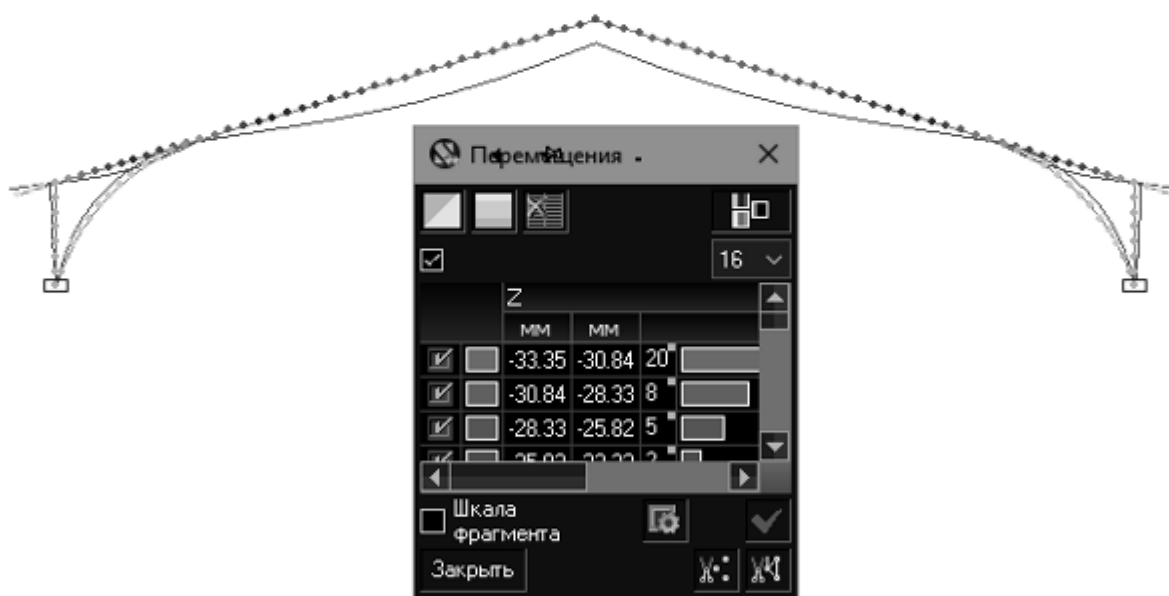 Перемещения
16
Z
мм мм
-33.35 -30.84 20
-30.84 -28.33 8
-28.33 -25.82 5
Шкала
фрагмента
Закрыть